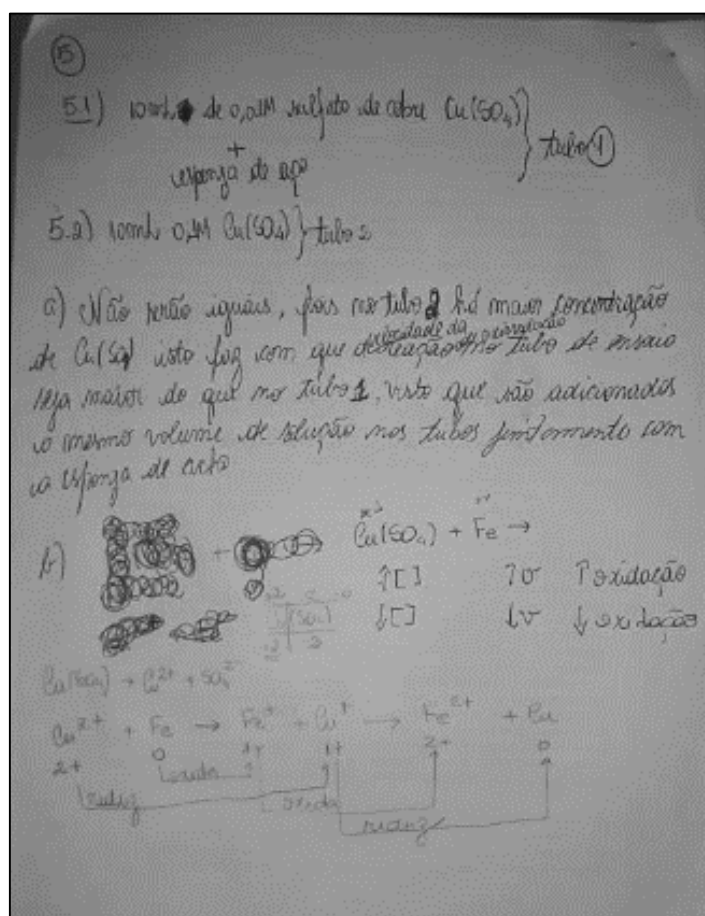 5
5.1) 10mL de 0,01M sulfato de cobre Cu(SO₄) } tubo 1
+
esponja de aço
5.2) 10mL 0,1M Cu(SO₄) } tubo 2
a) Não serão iguais, pois no tubo 2 há maior concentração
de Cu(SO₄) isto faz com que a velocidade da reação no tubo de ensaio
seja maior do que no tubo 1, visto que são adicionados
o mesmo volume de solução nos tubos juntamente com
a esponja de
b) Cu(SO₄) + Fe →
↑[ ] ↑v ↑ oxidação
↓[ ] ↓v ↓ oxidação
Cu(SO₄) → Cu²⁺ + SO₄²⁻
Cu²⁺ + Fe → Fe⁺ + Cu⁺ → Fe²⁺ + Cu
2+ 0 1+ 1+ 2+ 0
oxida
reduz oxida
reduz